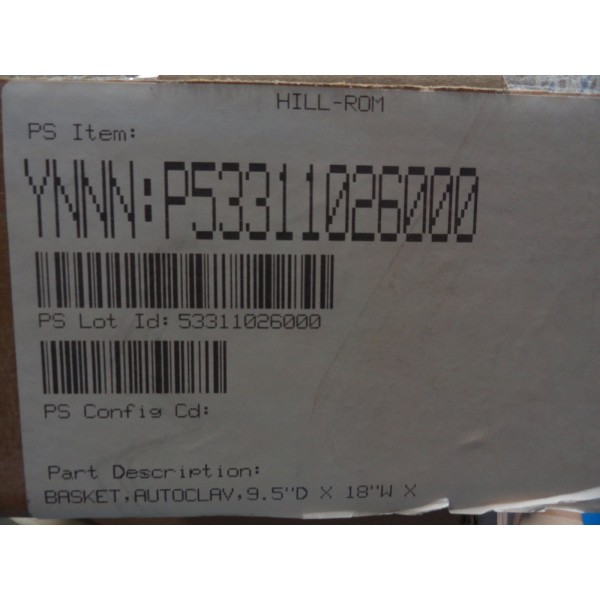 HILL-ROM
PS Item:
YNNN:P53311026000
PS Lot Id: 53311026000
PS Config Cd:
Part Description:
BASKET,AUTOCLAV,9.5"D X 18"W X